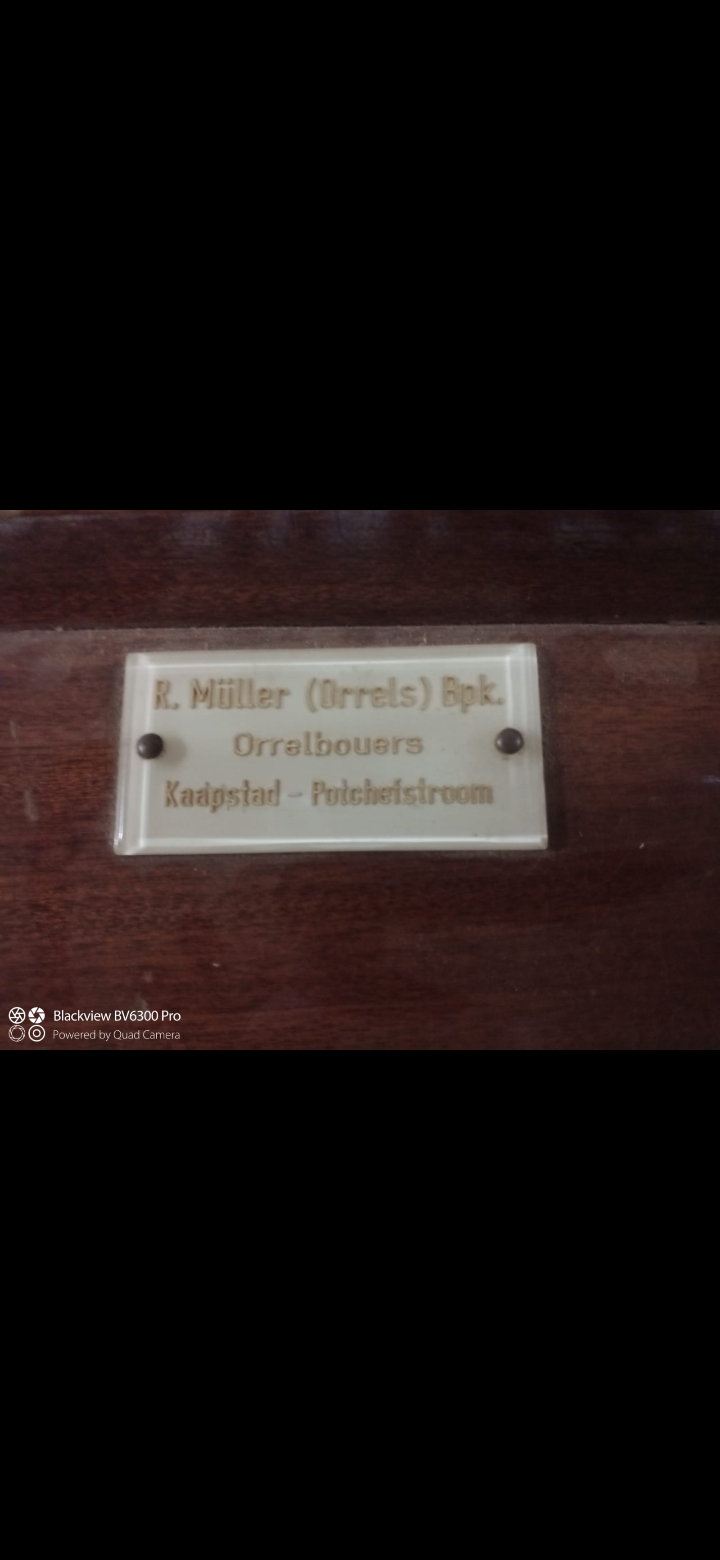 R. Müller (Orrels) Bpk.
Orrelbouers
Kaapstad - Potchefstroom
Blackview BV6300 Pro
Powered by Quad Camera